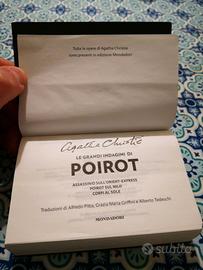 Tutte le opere di Agatha Christie
sono presenti in edizione Mondadori
Agatha Christie
LE GRANDI INDAGINI DI
POIROT
ASSASSINIO SULL'ORIENT-EXPRESS
POIROT SUL NILO
CORPI AL SOLE
Traduzioni di Alfredo Pitta, Grazia Maria Griffini e Alberto Tedeschi
MONDADORI
subito